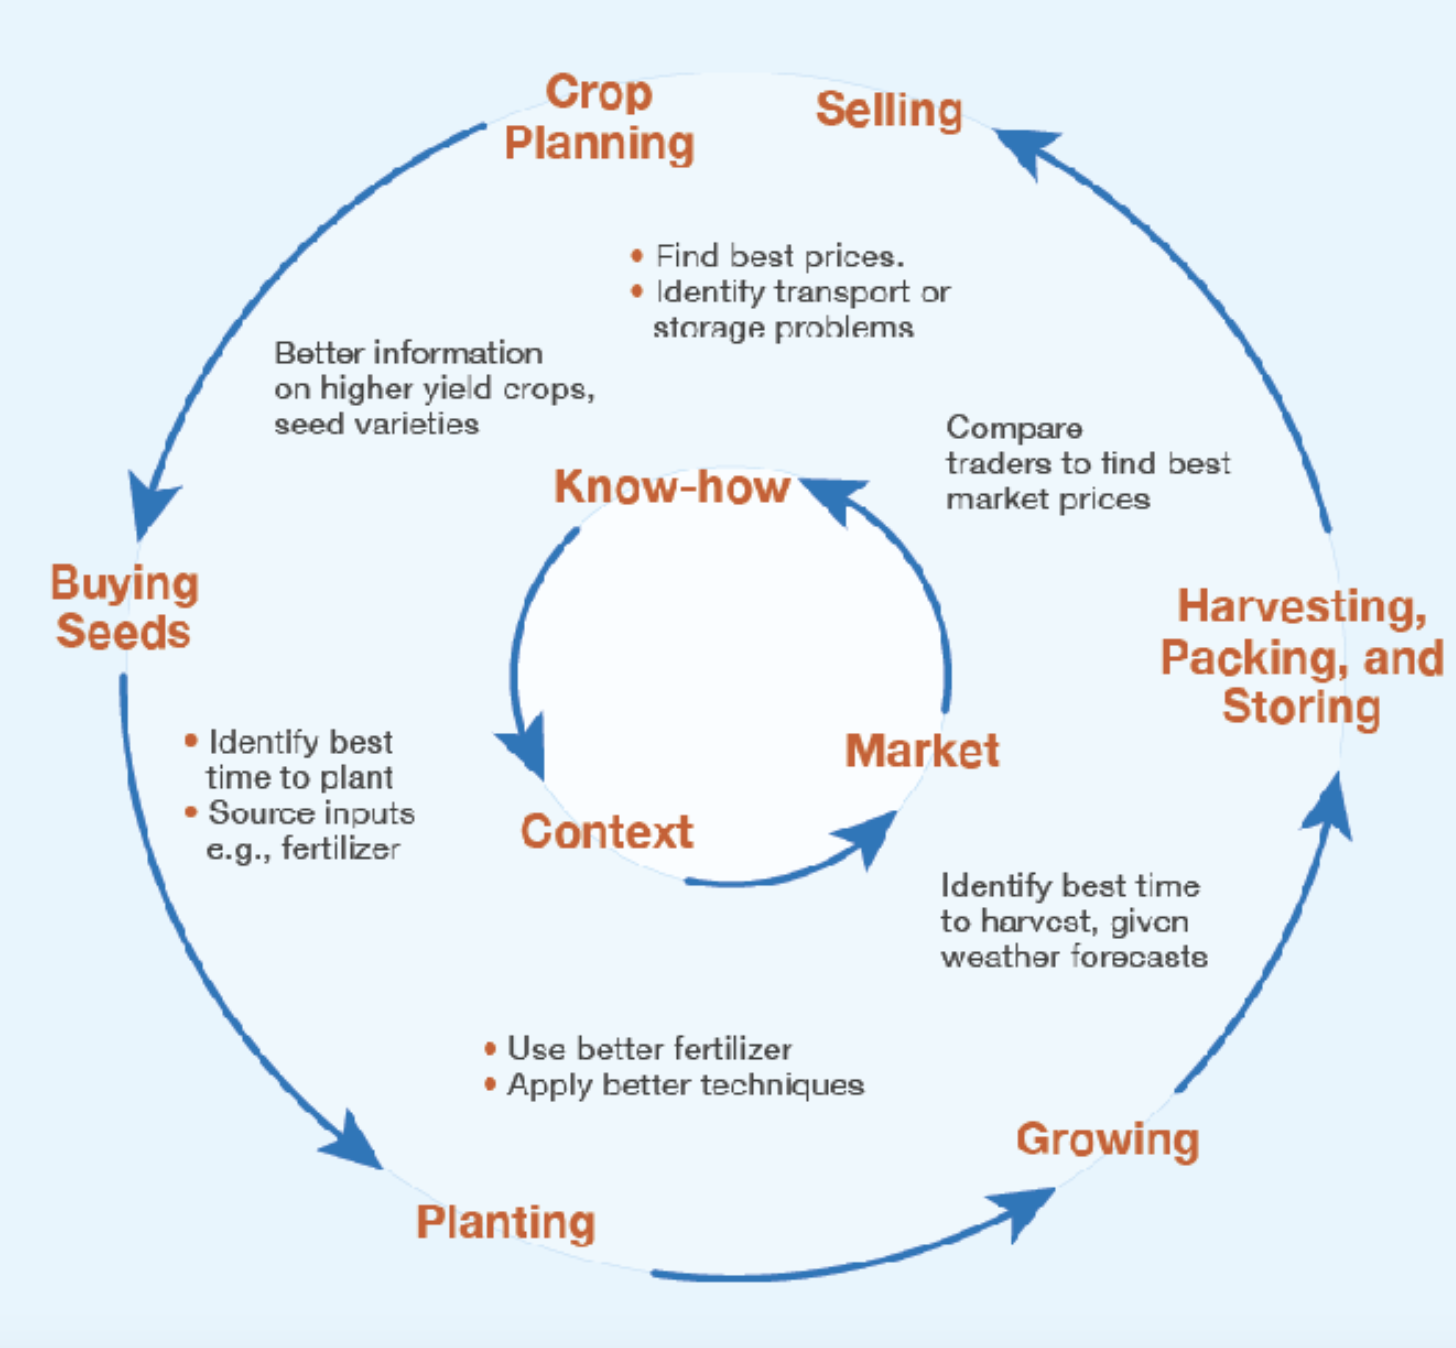 Crop
Planning
Selling
• Find best prices.
• Identify transport or
storage problems
Better information
on higher yield crops,
seed varieties
Compare
traders to find best
market prices
Know-how
Buying
Seeds
Harvesting,
Packing, and
Storing
• Identify best
time to plant
• Source inputs
e.g., fertilizer
Market
Context
Identify best time
to harvest, given
weather forecasts
• Use better fertilizer
• Apply better techniques
Growing
Planting